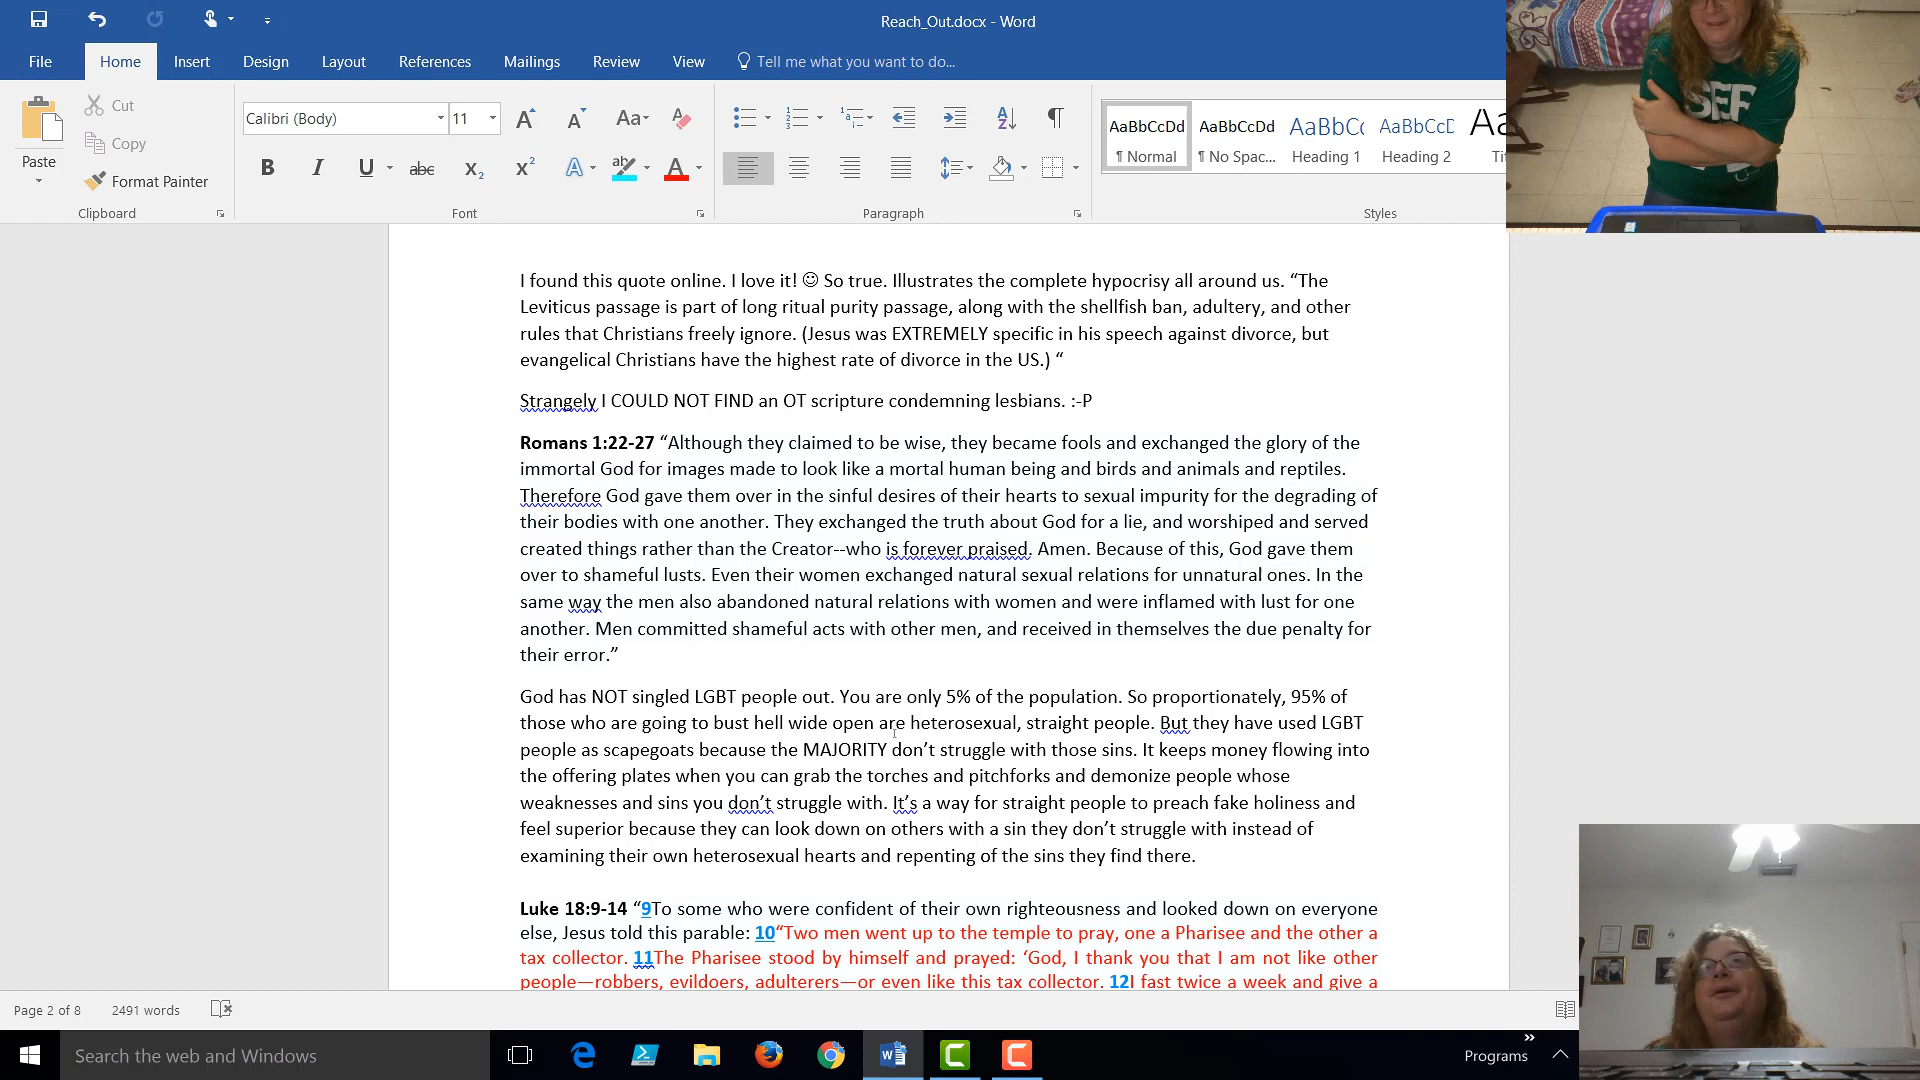 Reach_Out.docx - Word
File Home Insert Design Layout References Mailings Review View Tell me what you want to do...
Paste
Cut
Copy
Format Painter
Clipboard
Calibri (Body) 11
Font
Paragraph
AaBbCcDd AaBbCcDd AaBbCc AaBbCcD Aa
¶ Normal ¶ No Spac... Heading 1 Heading 2
Styles
SEE
I found this quote online. I love it! ☺ So true. Illustrates the complete hypocrisy all around us. “The
Leviticus passage is part of long ritual purity passage, along with the shellfish ban, adultery, and other
rules that Christians freely ignore. (Jesus was EXTREMELY specific in his speech against divorce, but
evangelical Christians have the highest rate of divorce in the US.) “
Strangely I COULD NOT FIND an OT scripture condemning lesbians. :-P
Romans 1:22-27 “Although they claimed to be wise, they became fools and exchanged the glory of the
immortal God for images made to look like a mortal human being and birds and animals and reptiles.
Therefore God gave them over in the sinful desires of their hearts to sexual impurity for the degrading of
their bodies with one another. They exchanged the truth about God for a lie, and worshiped and served
created things rather than the Creator--who is forever praised. Amen. Because of this, God gave them
over to shameful lusts. Even their women exchanged natural sexual relations for unnatural ones. In the
same way the men also abandoned natural relations with women and were inflamed with lust for one
another. Men committed shameful acts with other men, and received in themselves the due penalty for
their error.”
God has NOT singled LGBT people out. You are only 5% of the population. So proportionately, 95% of
those who are going to bust hell wide open are heterosexual, straight people. But they have used LGBT
people as scapegoats because the MAJORITY don’t struggle with those sins. It keeps money flowing into
the offering plates when you can grab the torches and pitchforks and demonize people whose
weaknesses and sins you don’t struggle with. It’s a way for straight people to preach fake holiness and
feel superior because they can look down on others with a sin they don’t struggle with instead of
examining their own heterosexual hearts and repenting of the sins they find there.
Luke 18:9-14 “9To some who were confident of their own righteousness and looked down on everyone
else, Jesus told this parable: 10“Two men went up to the temple to pray, one a Pharisee and the other a
tax collector. 11The Pharisee stood by himself and prayed: ‘God, I thank you that I am not like other
people—robbers, evildoers, adulterers—or even like this tax collector. 12I fast twice a week and give a
Page 2 of 8 2491 words
Search the web and Windows
Programs